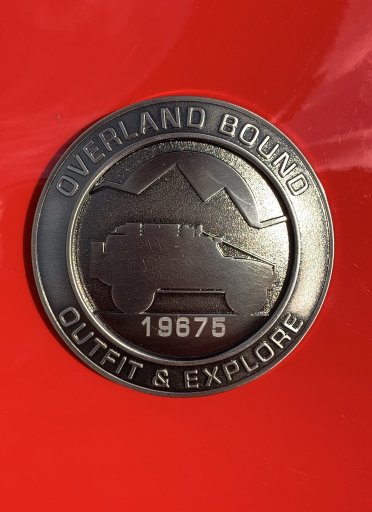 OVERLAND BOUND
19675
OUTFIT & EXPLORE